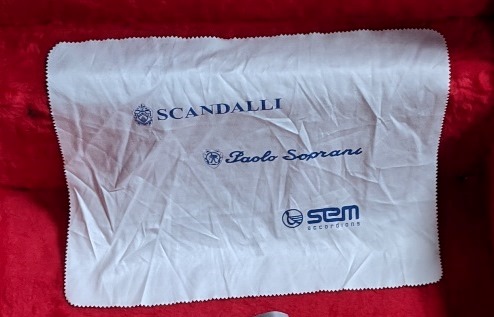 SCANDALLI
Paolo Soprani
sem
accordions